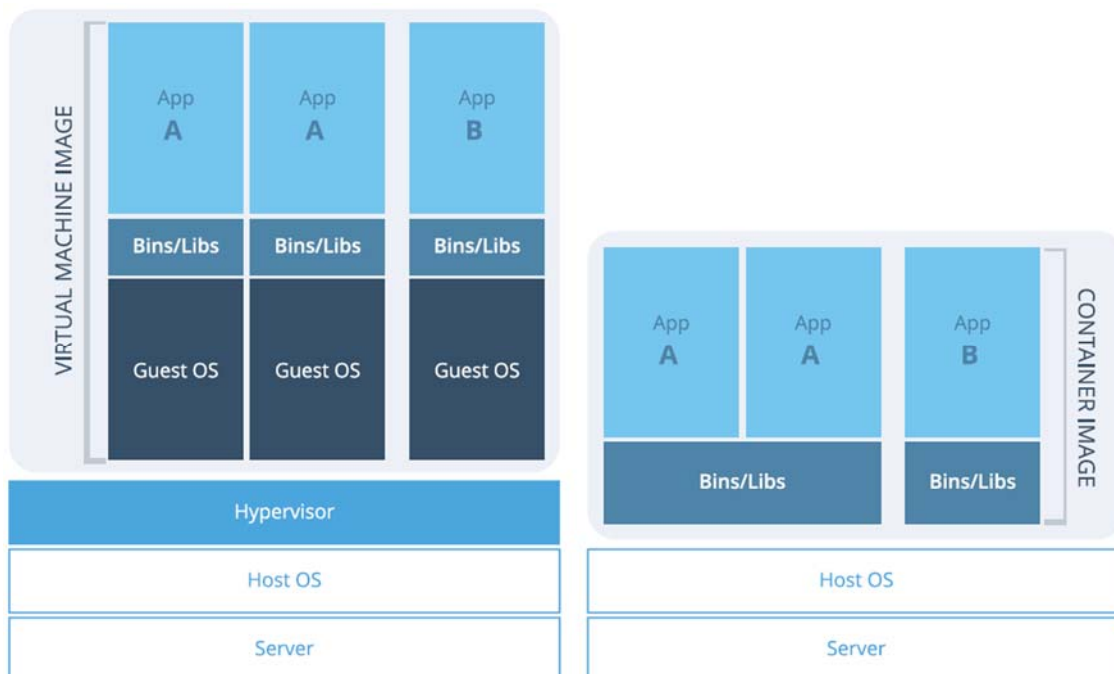 VIRTUAL MACHINE IMAGE
App
A
App
A
App
B
Bins/Libs
Bins/Libs
Bins/Libs
Guest OS
Guest OS
Guest OS
Hypervisor
Host OS
Server
App
A
App
A
App
B
Bins/Libs
Bins/Libs
CONTAINER IMAGE
Host OS
Server